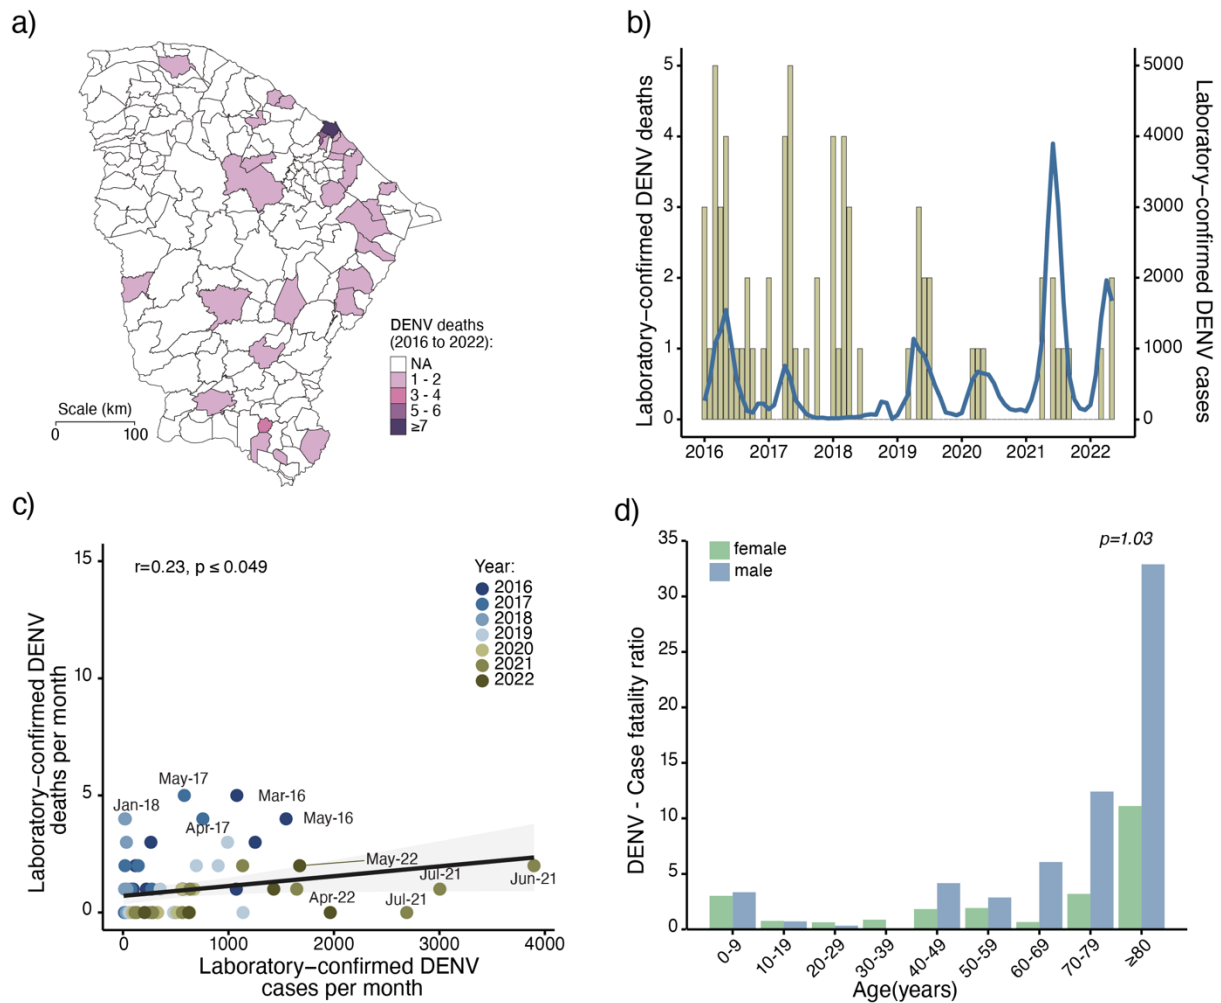 a)
DENV deaths
(2016 to 2022):
NA
1 - 2
3 - 4
5 - 6
≥7
Scale (km)
0 100
b)
Laboratory−confirmed DENV deaths
5
4
3
2
1
0
5000
4000
3000
2000
1000
0
Laboratory−confirmed DENV cases
2016 2017 2018 2019 2020 2021 2022
c)
Laboratory−confirmed DENV
deaths per month
15
10
5
0
r=0.23, p ≤ 0.049
Year:
2016
2017
2018
2019
2020
2021
2022
May-17
Jan-18
Mar-16
Apr-17
May-16
May-22
Jul-21
Jun-21
Apr-22
Jul-21
0 1000 2000 3000 4000
Laboratory−confirmed DENV
cases per month
d)
DENV - Case fatality ratio
35
30
25
20
15
10
5
0
female
male
p=1.03
0-9 10-19 20-29 30-39 40-49 50-59 60-69 70-79 ≥80
Age(years)